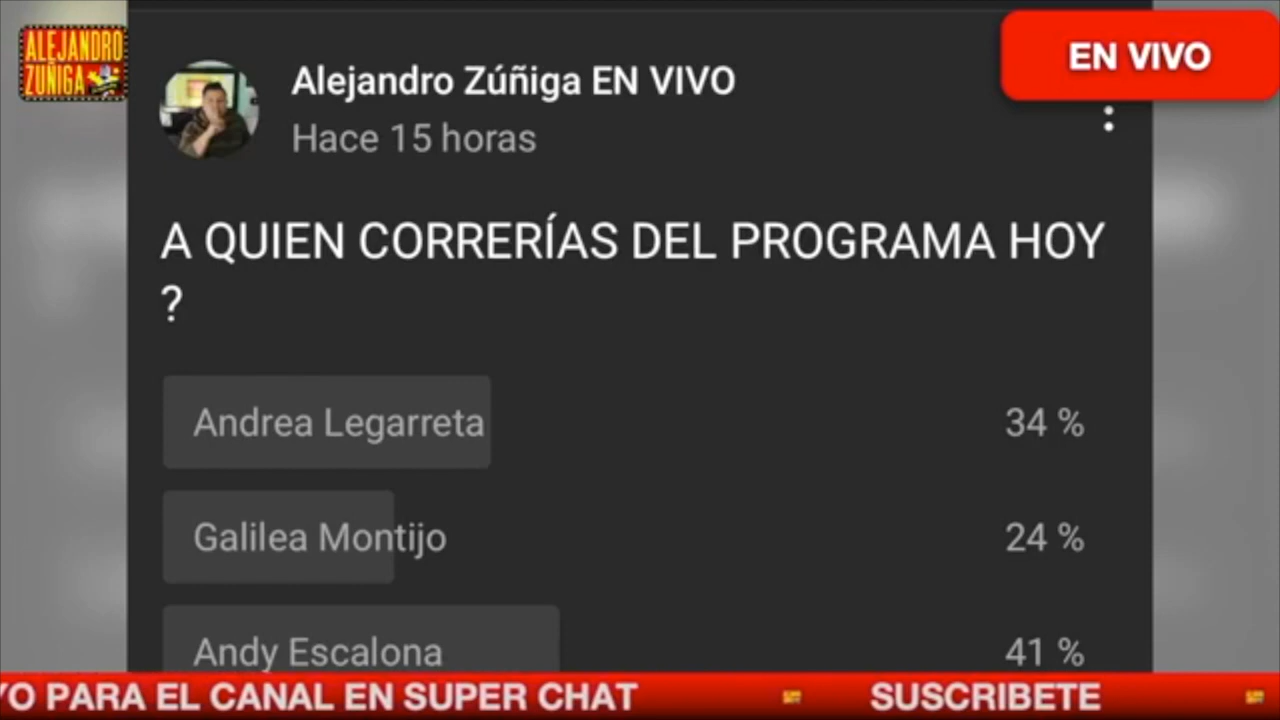 ALEJANDRO
ZUÑIGA
EN VIVO
Alejandro Zúñiga EN VIVO
Hace 15 horas
A QUIEN CORRERÍAS DEL PROGRAMA HOY
?
Andrea Legarreta 34 %
Galilea Montijo 24 %
Andy Escalona 41 %
YO PARA EL CANAL EN SUPER CHAT SUSCRIBETE